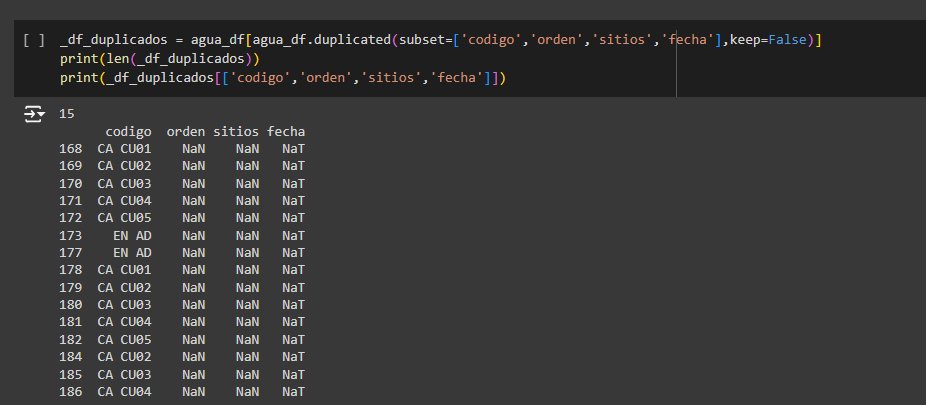 [ ] _df_duplicados = agua_df[agua_df.duplicated(subset=['codigo','orden','sitios','fecha'],keep=False)]
print(len(_df_duplicados))
print(_df_duplicados[['codigo','orden','sitios','fecha']])
15
codigo orden sitios fecha
168 CA CU01 NaN NaN NaT
169 CA CU02 NaN NaN NaT
170 CA CU03 NaN NaN NaT
171 CA CU04 NaN NaN NaT
172 CA CU05 NaN NaN NaT
173 EN AD NaN NaN NaT
177 EN AD NaN NaN NaT
178 CA CU01 NaN NaN NaT
179 CA CU02 NaN NaN NaT
180 CA CU03 NaN NaN NaT
181 CA CU04 NaN NaN NaT
182 CA CU05 NaN NaN NaT
184 CA CU02 NaN NaN NaT
185 CA CU03 NaN NaN NaT
186 CA CU04 NaN NaN NaT